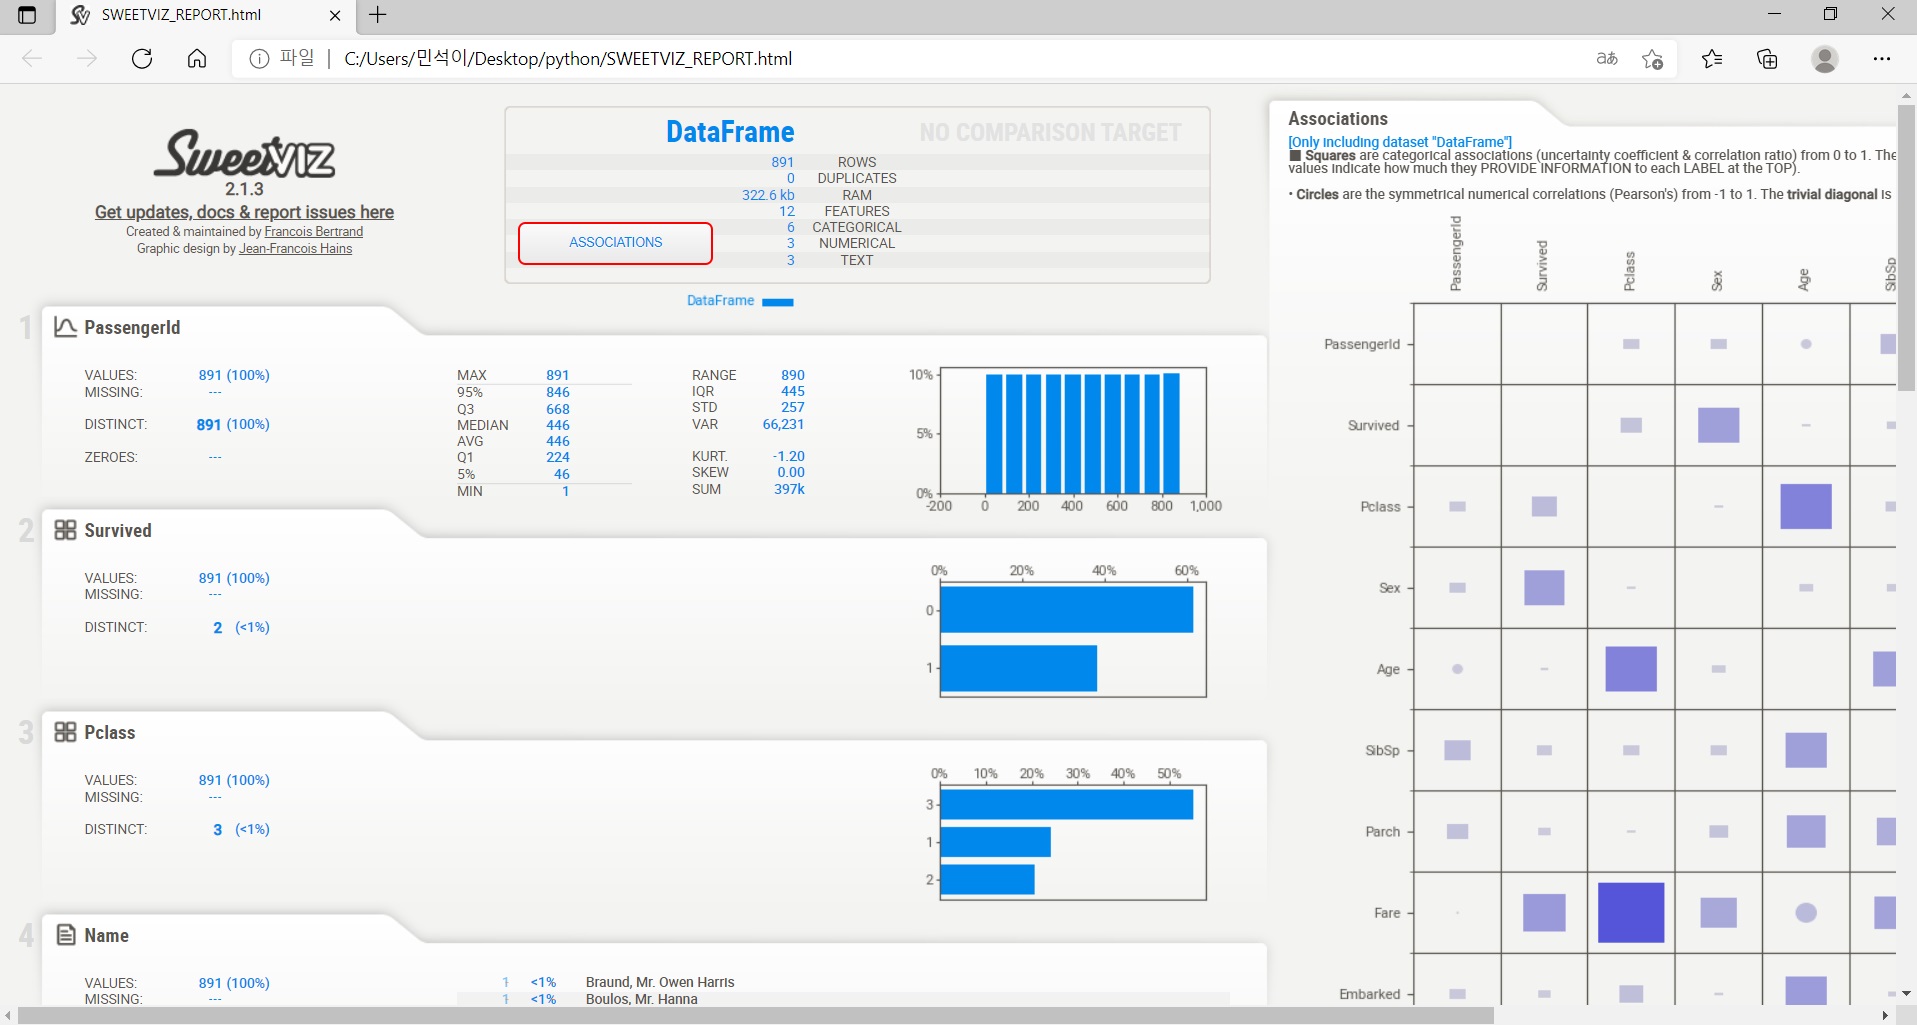 SWEETVIZ_REPORT.html
파일 | C:/Users/민석이/Desktop/python/SWEETVIZ_REPORT.html
aあ
SweetVIZ
2.1.3
Get updates, docs & report issues here
Created & maintained by Francois Bertrand
Graphic design by Jean-Francois Hains
DataFrame NO COMPARISON TARGET
891 ROWS
0 DUPLICATES
322.6 kb RAM
12 FEATURES
6 CATEGORICAL
3 NUMERICAL
3 TEXT
ASSOCIATIONS
DataFrame
1 PassengerId
VALUES: 891 (100%)
MISSING: ---
DISTINCT: 891 (100%)
ZEROES: ---
MAX 891
95% 846
Q3 668
MEDIAN 446
AVG 446
Q1 224
5% 46
MIN 1
RANGE 890
IQR 445
STD 257
VAR 66,231
KURT. -1.20
SKEW 0.00
SUM 397k
10%
5%
0%
-200 0 200 400 600 800 1,000
2 Survived
VALUES: 891 (100%)
MISSING: ---
DISTINCT: 2 (<1%)
0% 20% 40% 60%
0
1
3 Pclass
VALUES: 891 (100%)
MISSING: ---
DISTINCT: 3 (<1%)
0% 10% 20% 30% 40% 50%
3
1
2
4 Name
VALUES: 891 (100%)
MISSING: ---
1 <1% Braund, Mr. Owen Harris
1 <1% Boulos, Mr. Hanna
Associations
[Only including dataset "DataFrame"]
■ Squares are categorical associations (uncertainty coefficient & correlation ratio) from 0 to 1. The
values indicate how much they PROVIDE INFORMATION to each LABEL at the TOP).
• Circles are the symmetrical numerical correlations (Pearson's) from -1 to 1. The trivial diagonal is
PassengerId Survived Pclass Sex Age SibSp
PassengerId
Survived
Pclass
Sex
Age
SibSp
Parch
Fare
Embarked